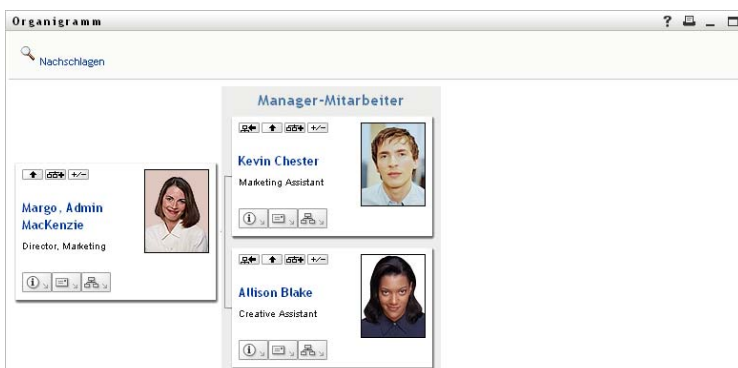 Organigramm
?
Nachschlagen
Manager-Mitarbeiter
+/-
Kevin Chester
Marketing Assistant
+/-
Margo, Admin
MacKenzie
Director, Marketing
+/-
Allison Blake
Creative Assistant